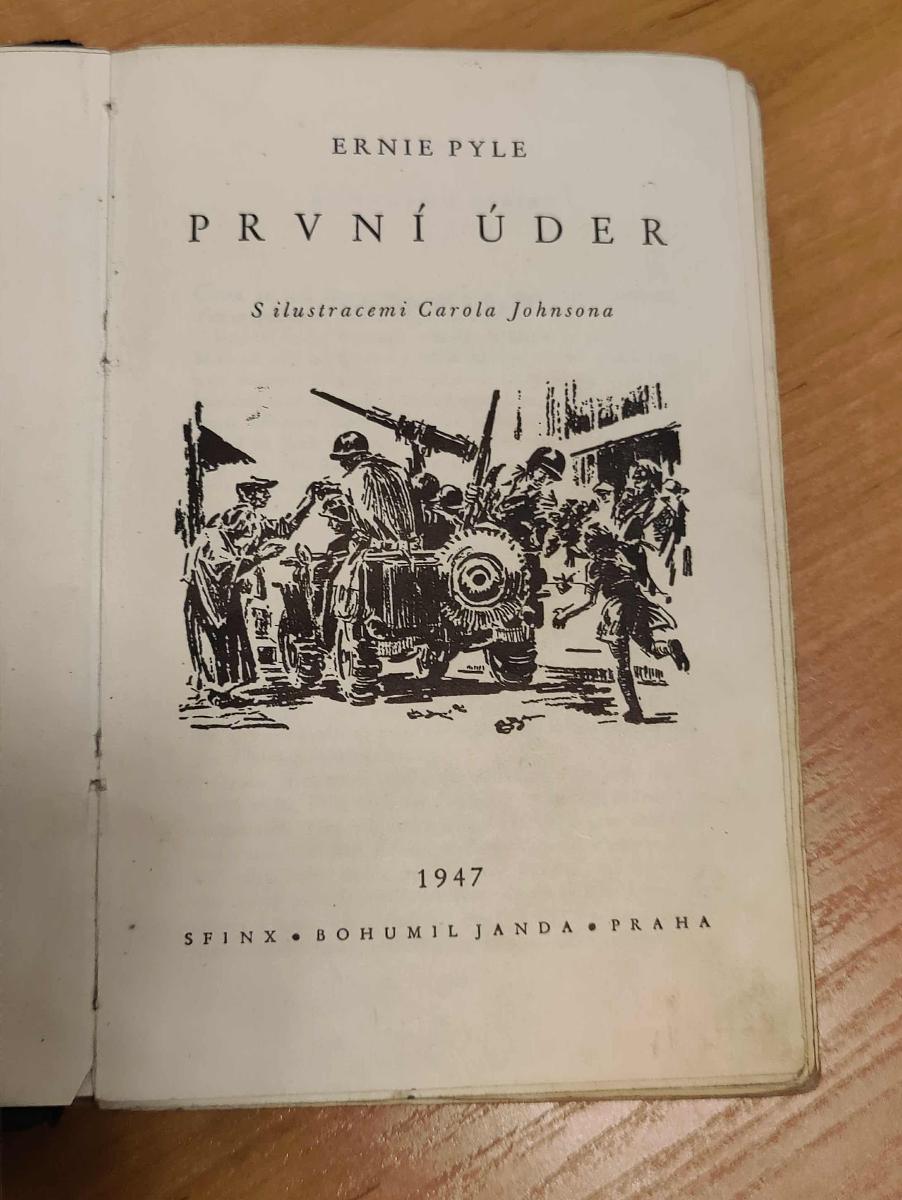 ERNIE PYLE
PRVNÍ ÚDER
S ilustracemi Carola Johnsona
1947
SFINX • BOHUMIL JANDA • PRAHA